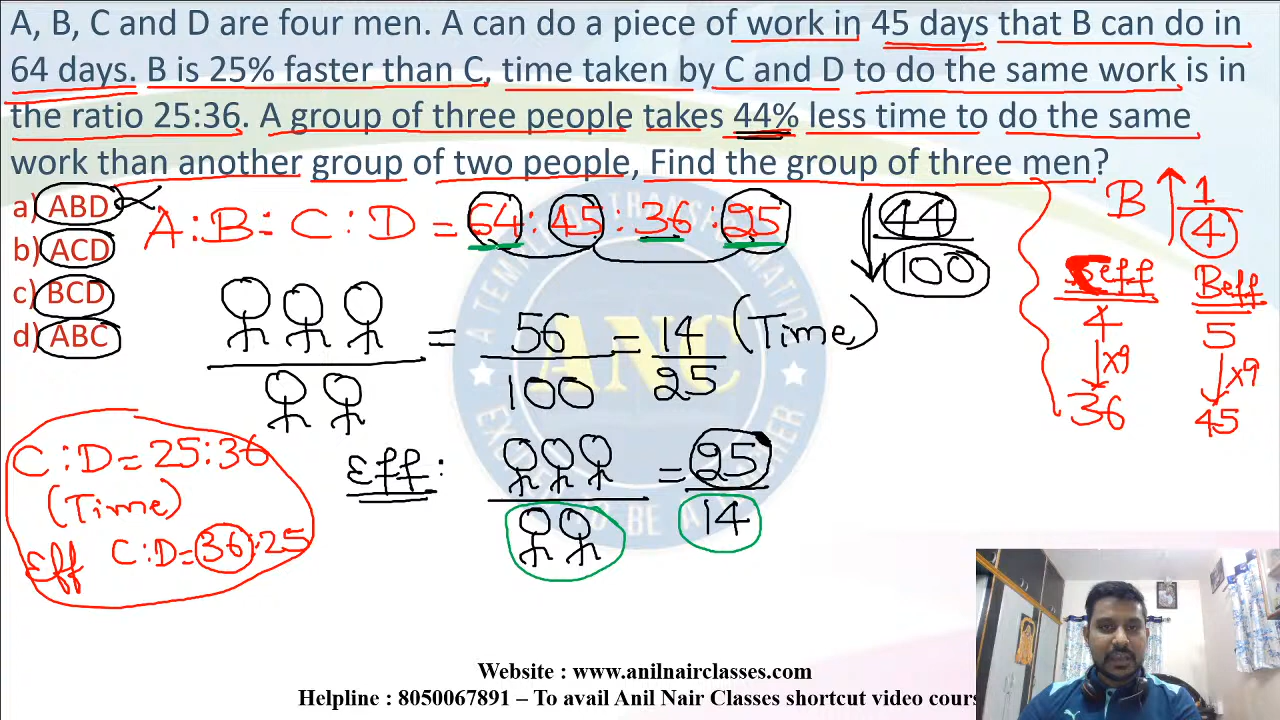 A, B, C and D are four men. A can do a piece of work in 45 days that B can do in
64 days. B is 25% faster than C, time taken by C and D to do the same work is in
the ratio 25:36. A group of three people takes 44% less time to do the same
work than another group of two people, Find the group of three men?
a) ABD
b) ACD
c) BCD
d) ABC
A:B:C:D = 64:45:36:25
44
100
B 1
4
eff Beff
4 5
×9 ×9
36 45
= 56 = 14 (Time)
100 25
C:D=25:36
(Time)
Eff C:D=36:25
Eff: = 25
14
ANC
Website : www.anilnairclasses.com
Helpline : 8050067891 – To avail Anil Nair Classes shortcut video cours